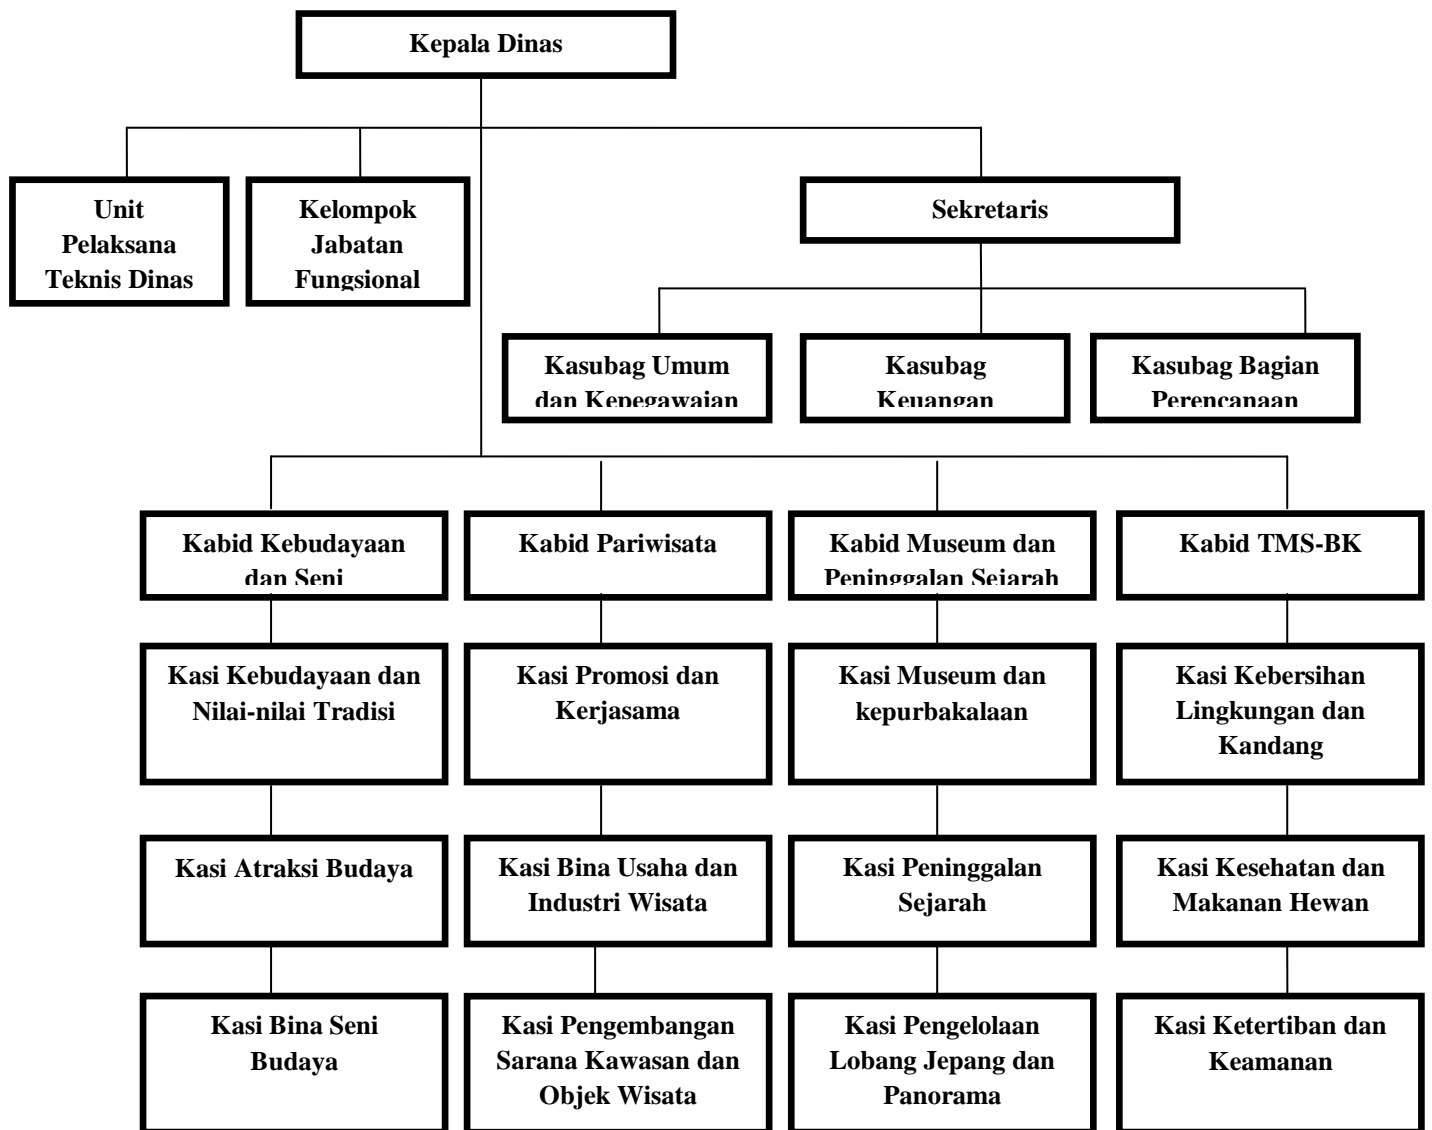 Kepala Dinas
Unit
Pelaksana
Teknis Dinas
Kelompok
Jabatan
Fungsional
Sekretaris
Kasubag Umum
dan Kepegawaian
Kasubag
Keuangan
Kasubag Bagian
Perencanaan
Kabid Kebudayaan
dan Seni
Kabid Pariwisata
Kabid Museum dan
Peninggalan Sejarah
Kabid TMS-BK
Kasi Kebudayaan dan
Nilai-nilai Tradisi
Kasi Promosi dan
Kerjasama
Kasi Museum dan
kepurbakalaan
Kasi Kebersihan
Lingkungan dan
Kandang
Kasi Atraksi Budaya
Kasi Bina Usaha dan
Industri Wisata
Kasi Peninggalan
Sejarah
Kasi Kesehatan dan
Makanan Hewan
Kasi Bina Seni
Budaya
Kasi Pengembangan
Sarana Kawasan dan
Objek Wisata
Kasi Pengelolaan
Lobang Jepang dan
Panorama
Kasi Ketertiban dan
Keamanan